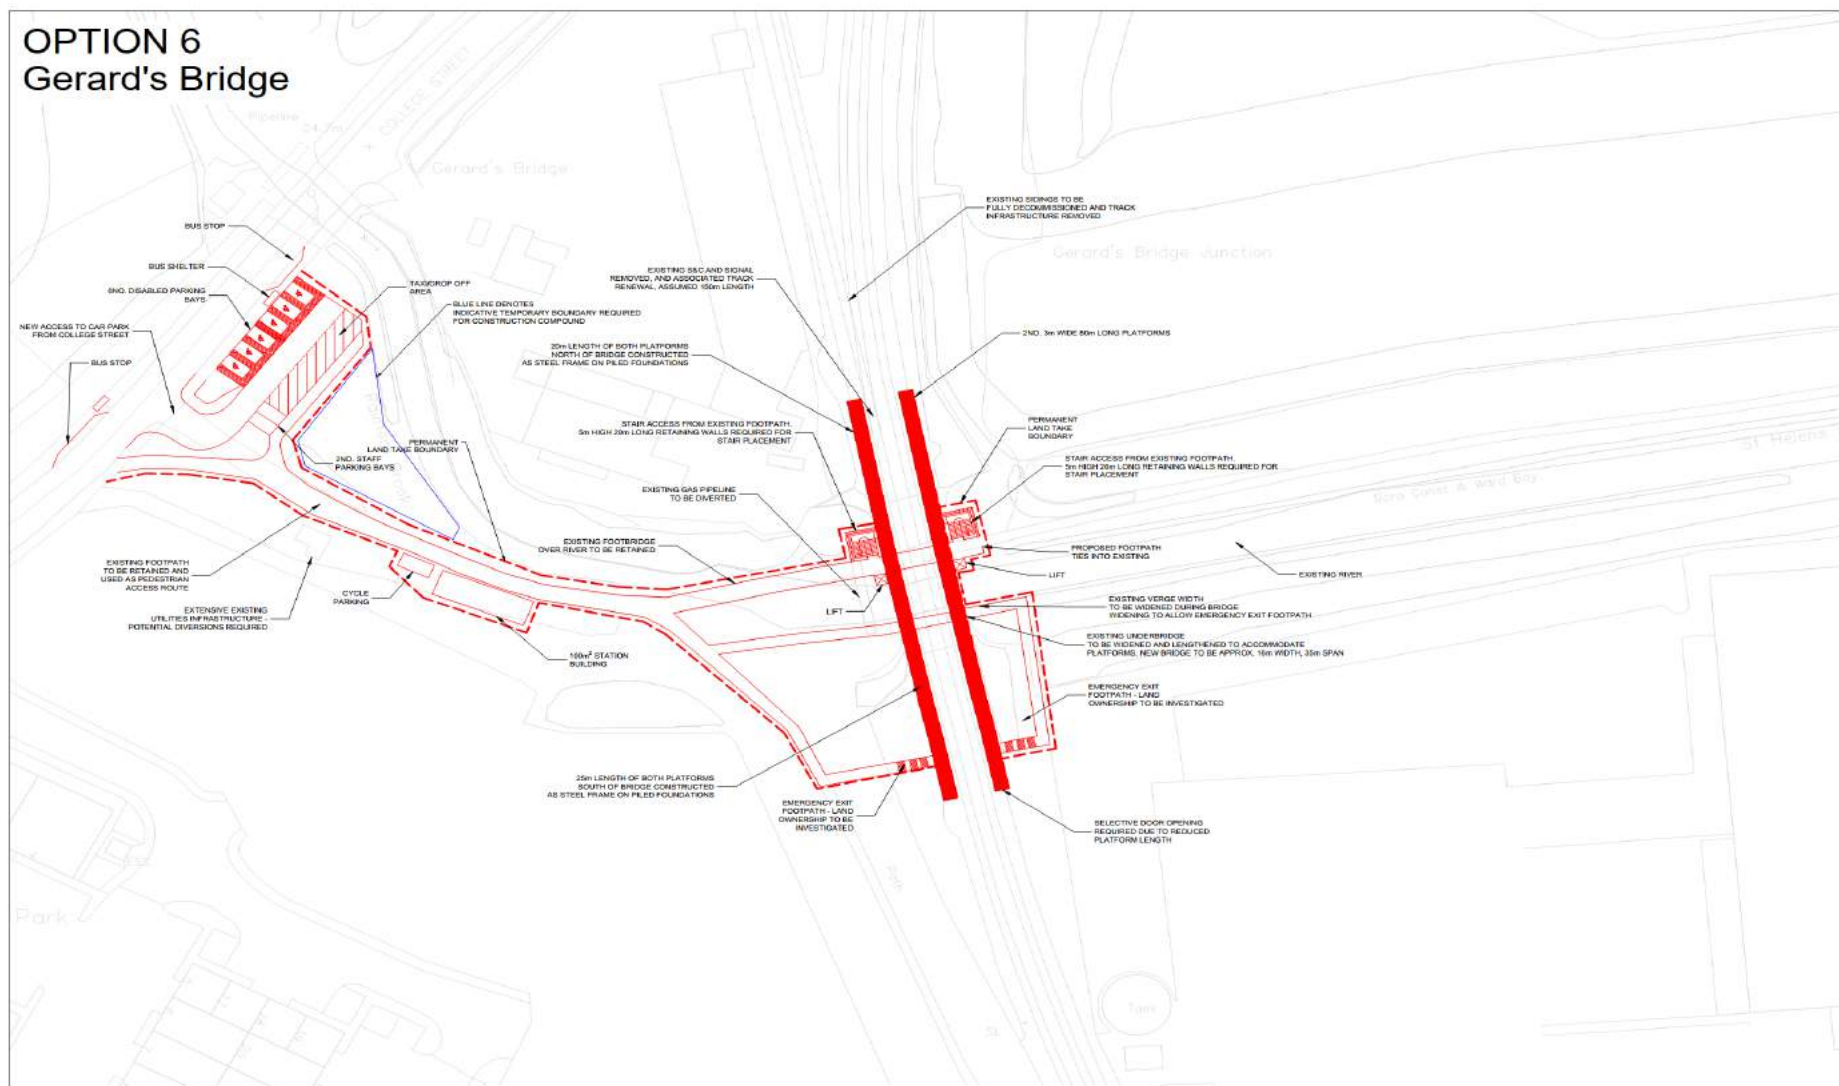 OPTION 6
Gerard's Bridge
Pipeline
COLLEGE STREET
Gerard's Bridge
BUS STOP
BUS SHELTER
6NO. DISABLED PARKING
BAYS
NEW ACCESS TO CAR PARK
FROM COLLEGE STREET
BUS STOP
TAXI/DROP OFF
AREA
BLUE LINE DENOTES
INDICATIVE TEMPORARY BOUNDARY REQUIRED
FOR CONSTRUCTION COMPOUND
EXISTING SIDINGS TO BE
FULLY DECOMMISSIONED AND TRACK
INFRASTRUCTURE REMOVED
Gerard's Bridge Junction
EXISTING S&C AND SIGNAL
REMOVED, AND ASSOCIATED TRACK
RENEWAL, ASSUMED 150m LENGTH
2NO. 3m WIDE 80m LONG PLATFORMS
20m LENGTH OF BOTH PLATFORMS
NORTH OF BRIDGE CONSTRUCTED
AS STEEL FRAME ON PILED FOUNDATIONS
STAIR ACCESS FROM EXISTING FOOTPATH.
5m HIGH 20m LONG RETAINING WALLS REQUIRED FOR
STAIR PLACEMENT
PERMANENT
LAND TAKE
BOUNDARY
St Helens
PERMANENT
LAND TAKE BOUNDARY
2NO. STAFF
PARKING BAYS
STAIR ACCESS FROM EXISTING FOOTPATH.
5m HIGH 20m LONG RETAINING WALLS REQUIRED FOR
STAIR PLACEMENT
EXISTING GAS PIPELINE
TO BE DIVERTED
EXISTING FOOTBRIDGE
OVER RIVER TO BE RETAINED
PROPOSED FOOTPATH
TIES INTO EXISTING
LIFT
EXISTING RIVER
EXISTING FOOTPATH
TO BE RETAINED AND
USED AS PEDESTRIAN
ACCESS ROUTE
CYCLE
PARKING
LIFT
EXISTING VERGE WIDTH
TO BE WIDENED DURING BRIDGE
WIDENING TO ALLOW EMERGENCY EXIT FOOTPATH
EXTENSIVE EXISTING
UTILITIES INFRASTRUCTURE -
POTENTIAL DIVERSIONS REQUIRED
EXISTING UNDERBRIDGE
TO BE WIDENED AND LENGTHENED TO ACCOMMODATE
PLATFORMS. NEW BRIDGE TO BE APPROX. 16m WIDTH, 35m SPAN
100m² STATION
BUILDING
EMERGENCY EXIT
FOOTPATH - LAND
OWNERSHIP TO BE INVESTIGATED
25m LENGTH OF BOTH PLATFORMS
SOUTH OF BRIDGE CONSTRUCTED
AS STEEL FRAME ON PILED FOUNDATIONS
EMERGENCY EXIT
FOOTPATH - LAND
OWNERSHIP TO BE
INVESTIGATED
SELECTIVE DOOR OPENING
REQUIRED DUE TO REDUCED
PLATFORM LENGTH
Path
Park
Tank
SL